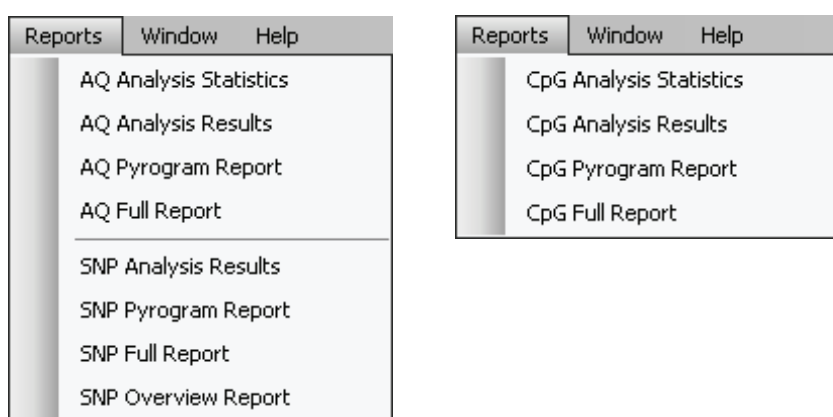 Reports Window Help
AQ Analysis Statistics
AQ Analysis Results
AQ Pyrogram Report
AQ Full Report
SNP Analysis Results
SNP Pyrogram Report
SNP Full Report
SNP Overview Report
Reports Window Help
CpG Analysis Statistics
CpG Analysis Results
CpG Pyrogram Report
CpG Full Report